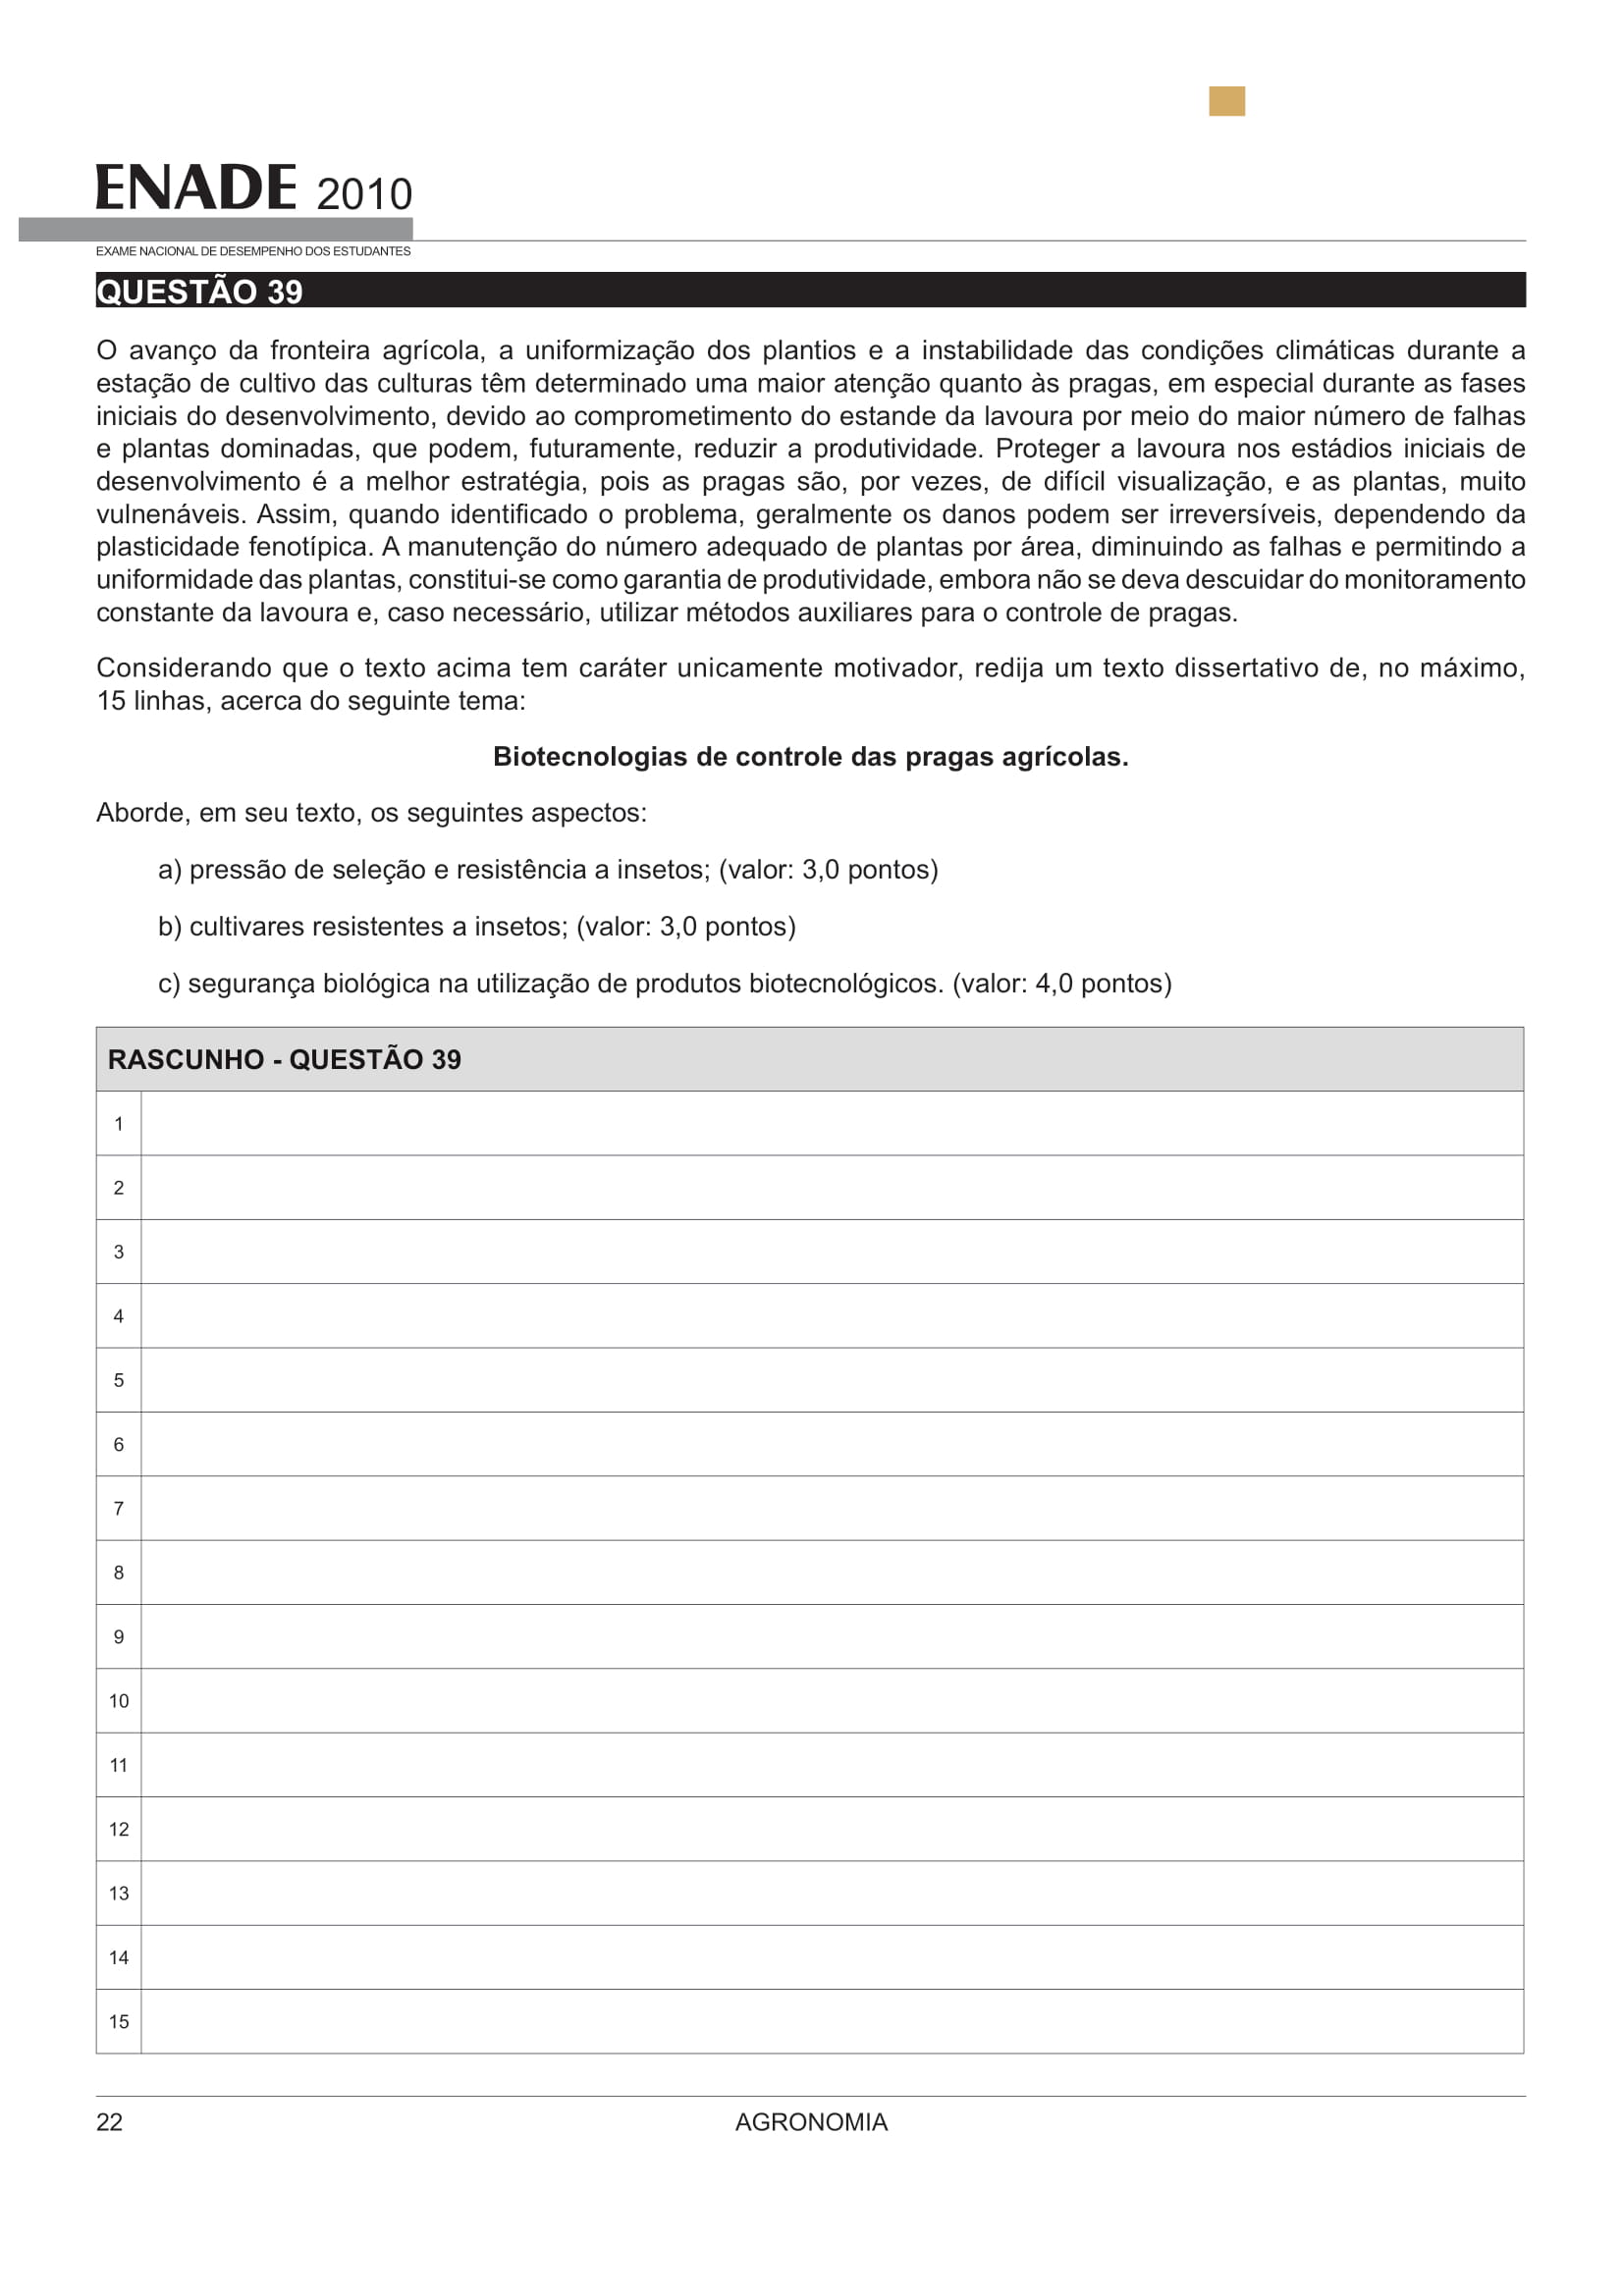 ENADE 2010
EXAME NACIONAL DE DESEMPENHO DOS ESTUDANTES
QUESTÃO 39
O avanço da fronteira agrícola, a uniformização dos plantios e a instabilidade das condições climáticas durante a
estação de cultivo das culturas têm determinado uma maior atenção quanto às pragas, em especial durante as fases
iniciais do desenvolvimento, devido ao comprometimento do estande da lavoura por meio do maior número de falhas
e plantas dominadas, que podem, futuramente, reduzir a produtividade. Proteger a lavoura nos estádios iniciais de
desenvolvimento é a melhor estratégia, pois as pragas são, por vezes, de difícil visualização, e as plantas, muito
vulnenáveis. Assim, quando identificado o problema, geralmente os danos podem ser irreversíveis, dependendo da
plasticidade fenotípica. A manutenção do número adequado de plantas por área, diminuindo as falhas e permitindo a
uniformidade das plantas, constitui-se como garantia de produtividade, embora não se deva descuidar do monitoramento
constante da lavoura e, caso necessário, utilizar métodos auxiliares para o controle de pragas.
Considerando que o texto acima tem caráter unicamente motivador, redija um texto dissertativo de, no máximo,
15 linhas, acerca do seguinte tema:
Biotecnologias de controle das pragas agrícolas.
Aborde, em seu texto, os seguintes aspectos:
a) pressão de seleção e resistência a insetos; (valor: 3,0 pontos)
b) cultivares resistentes a insetos; (valor: 3,0 pontos)
c) segurança biológica na utilização de produtos biotecnológicos. (valor: 4,0 pontos)
RASCUNHO - QUESTÃO 39
1
2
3
4
5
6
7
8
9
10
11
12
13
14
15
22 AGRONOMIA